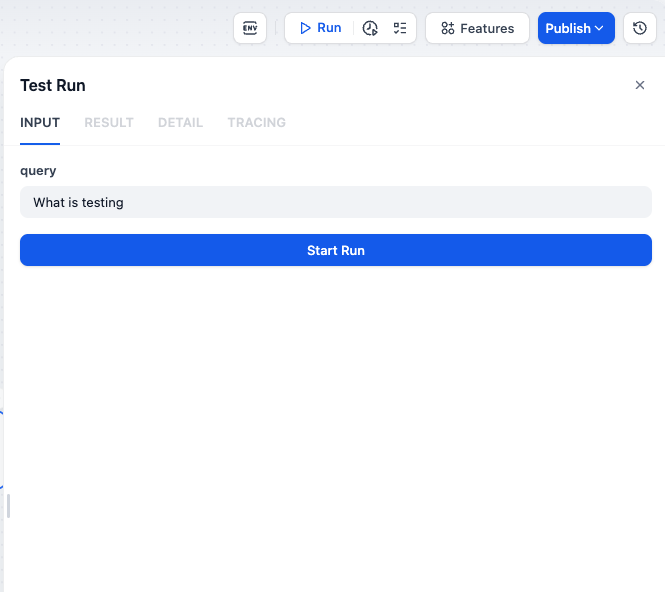 ENV Run Features Publish
Test Run
INPUT RESULT DETAIL TRACING
query
What is testing
Start Run